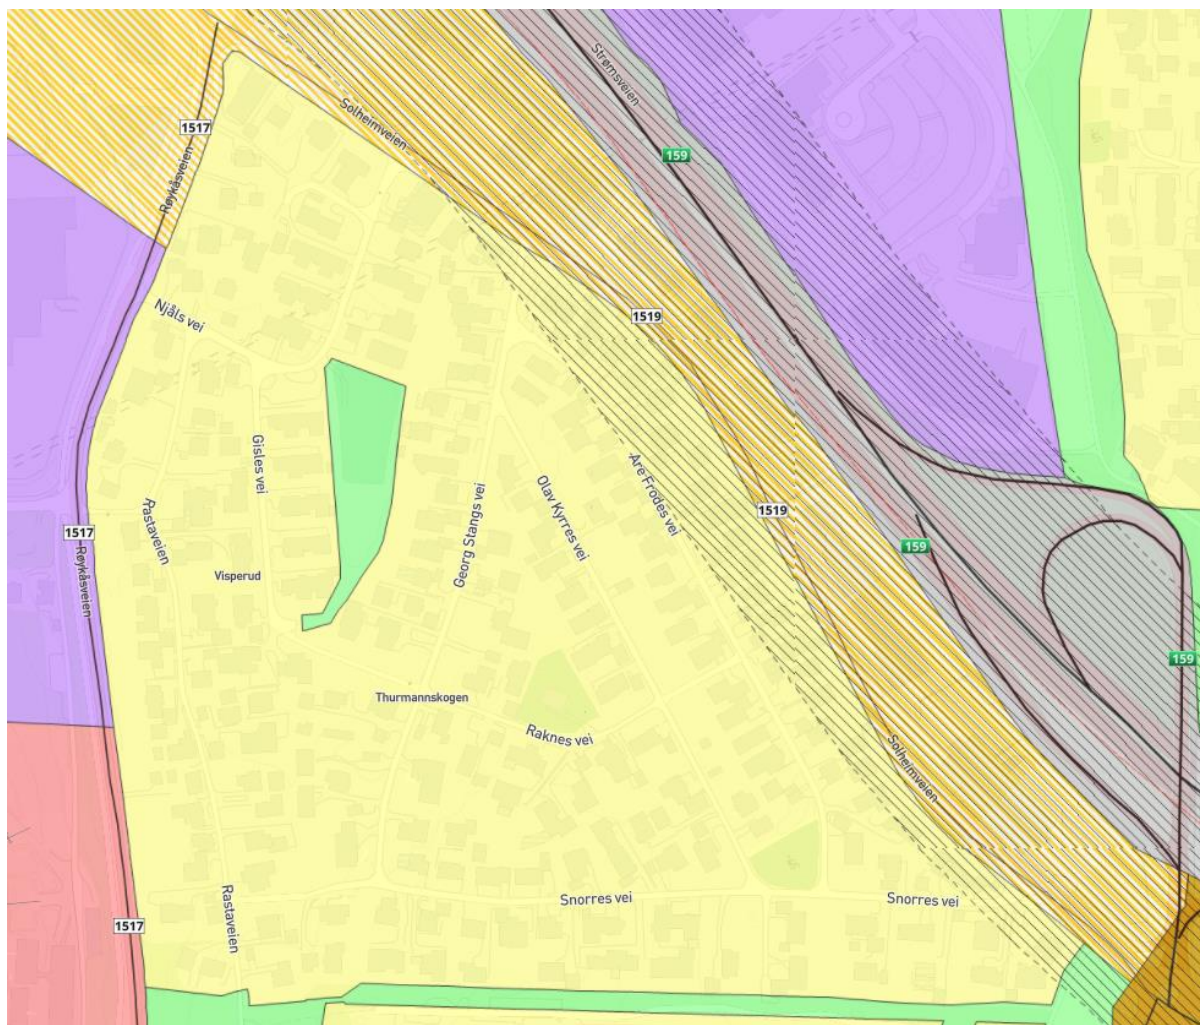 Strømsveien
Solheimveien
1517
159
Røykåsveien
Njåls vei
1519
Gisles vei
Are Frodes vei
Olav Kyrres vei
Georg Stangs vei
Rastaveien
1519
1517
159
Røykåsveien
Visperud
159
Thurmannskogen
Raknes vei
Solheimveien
Snorres vei
Snorres vei
Rastaveien
1517